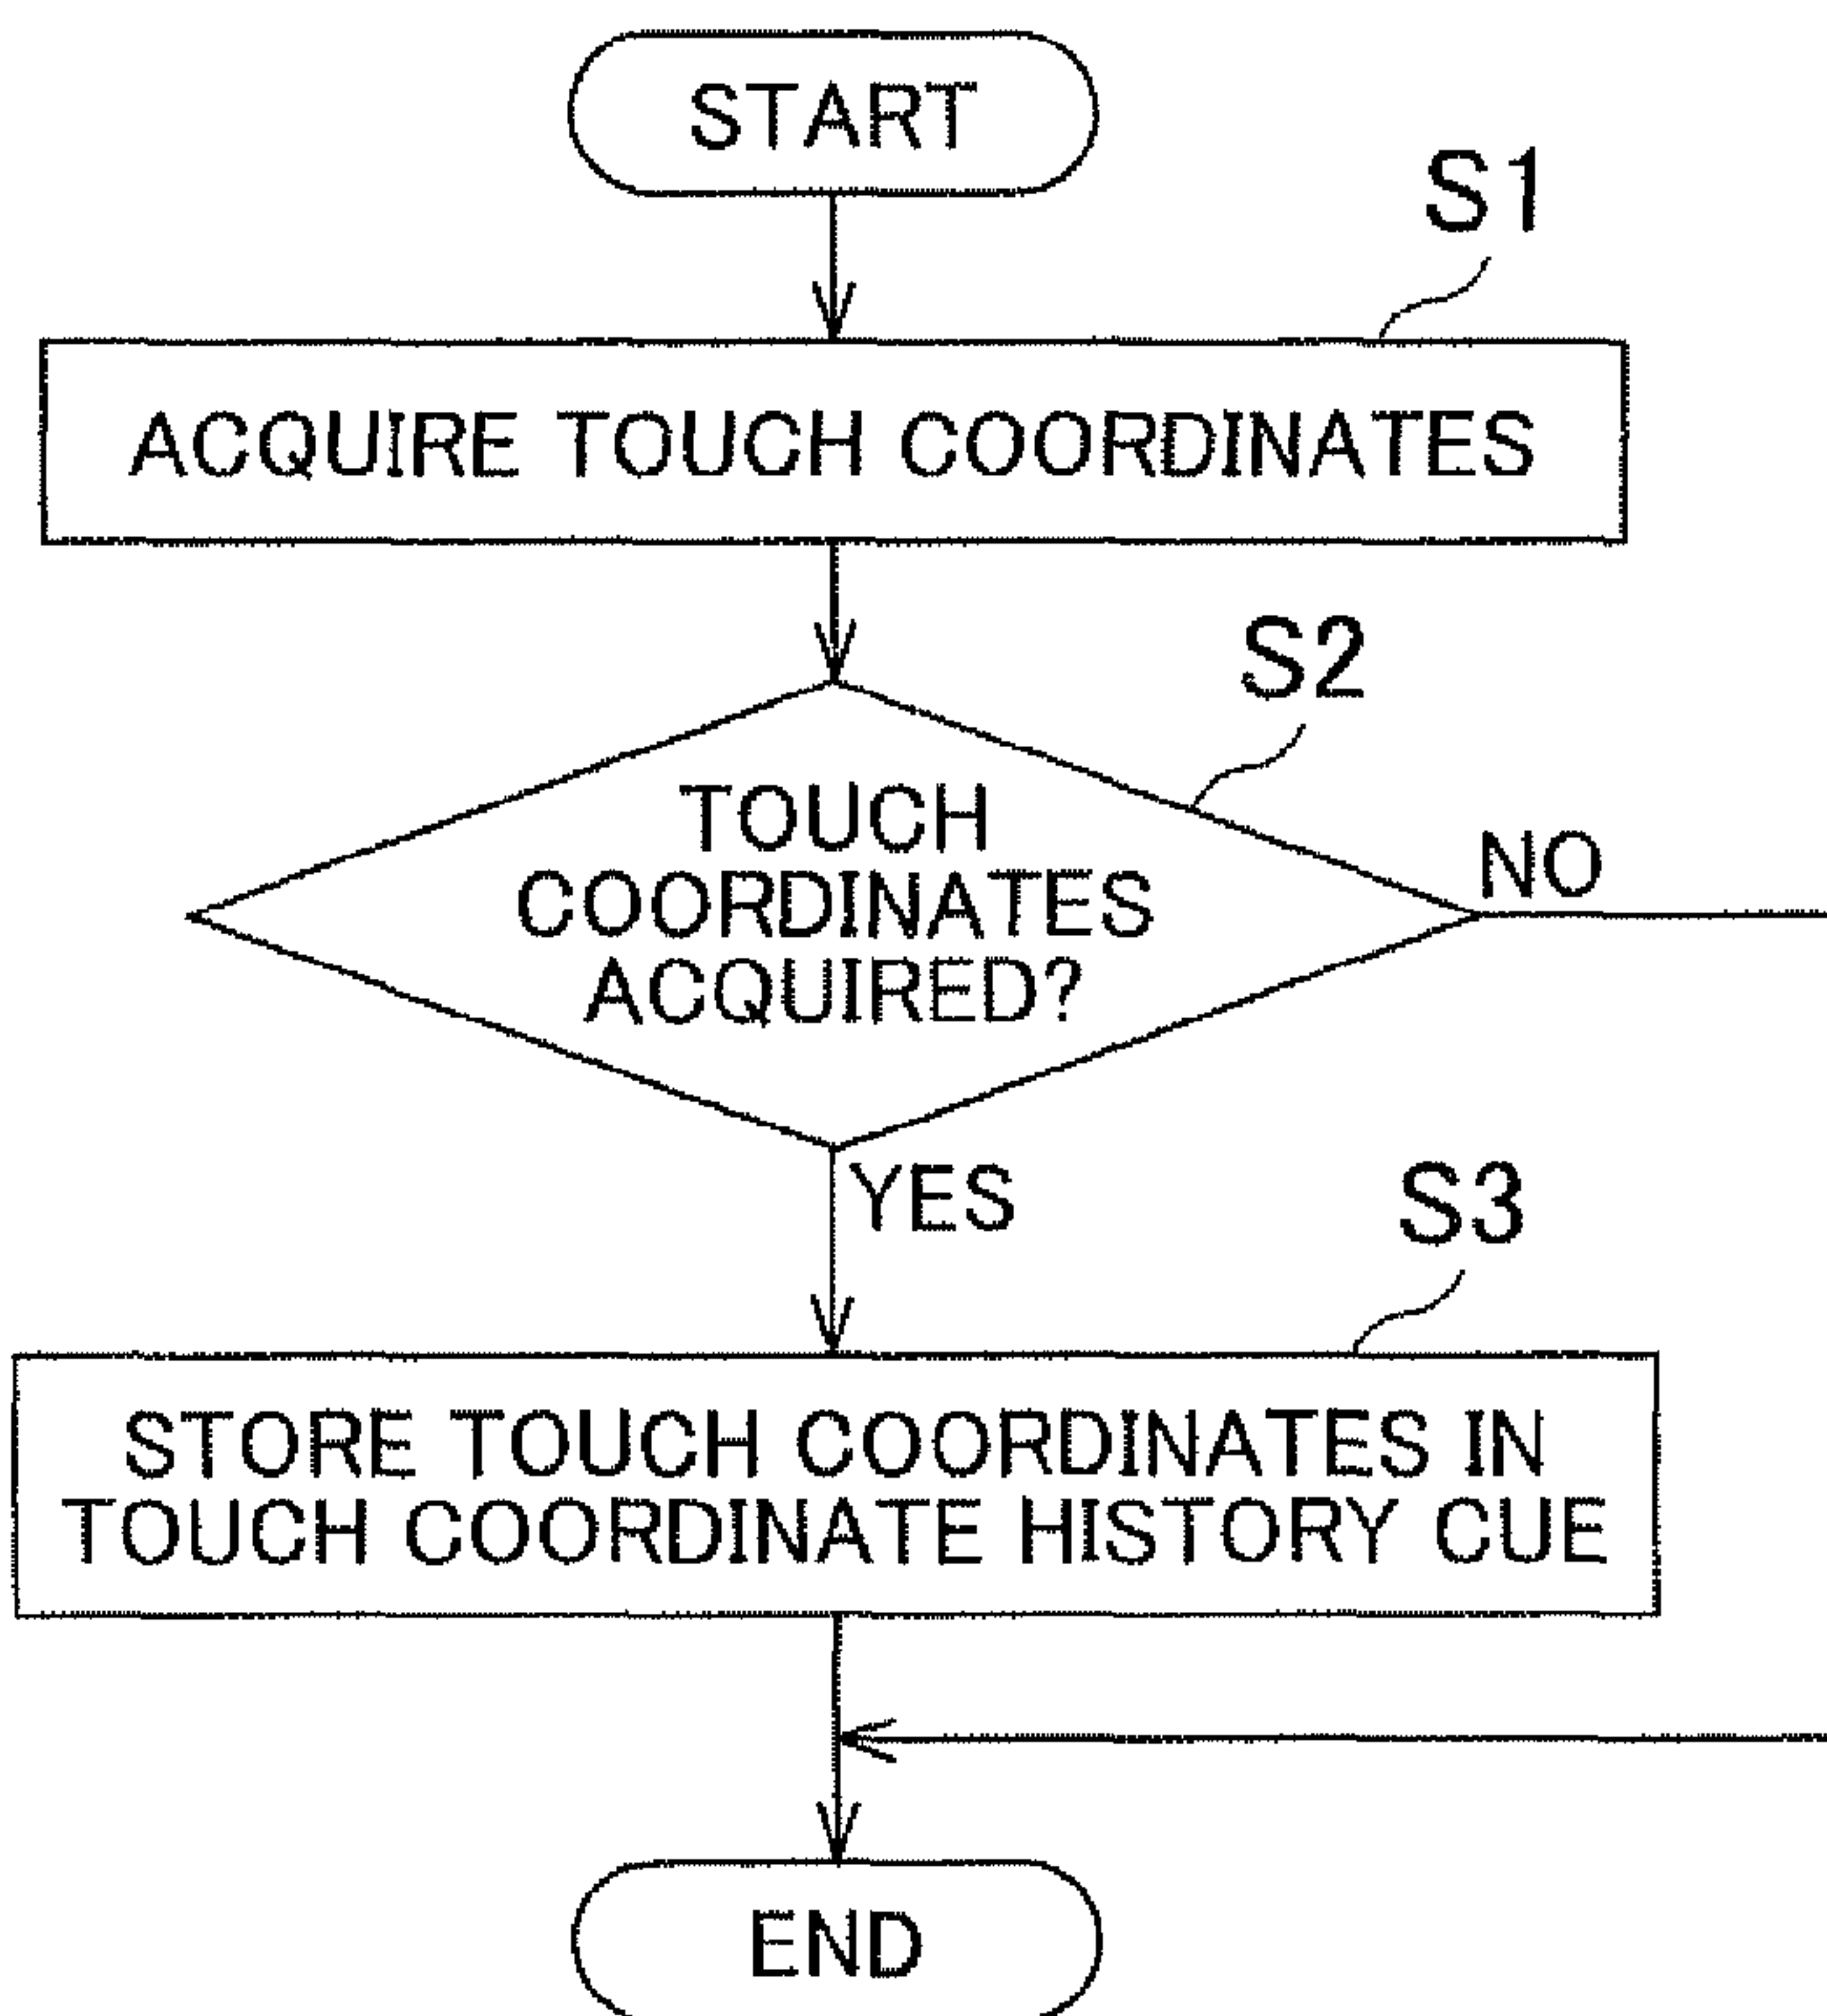 START
S1
ACQUIRE TOUCH COORDINATES
S2
TOUCH
COORDINATES
ACQUIRED?
NO
YES
S3
STORE TOUCH COORDINATES IN
TOUCH COORDINATE HISTORY CUE
END